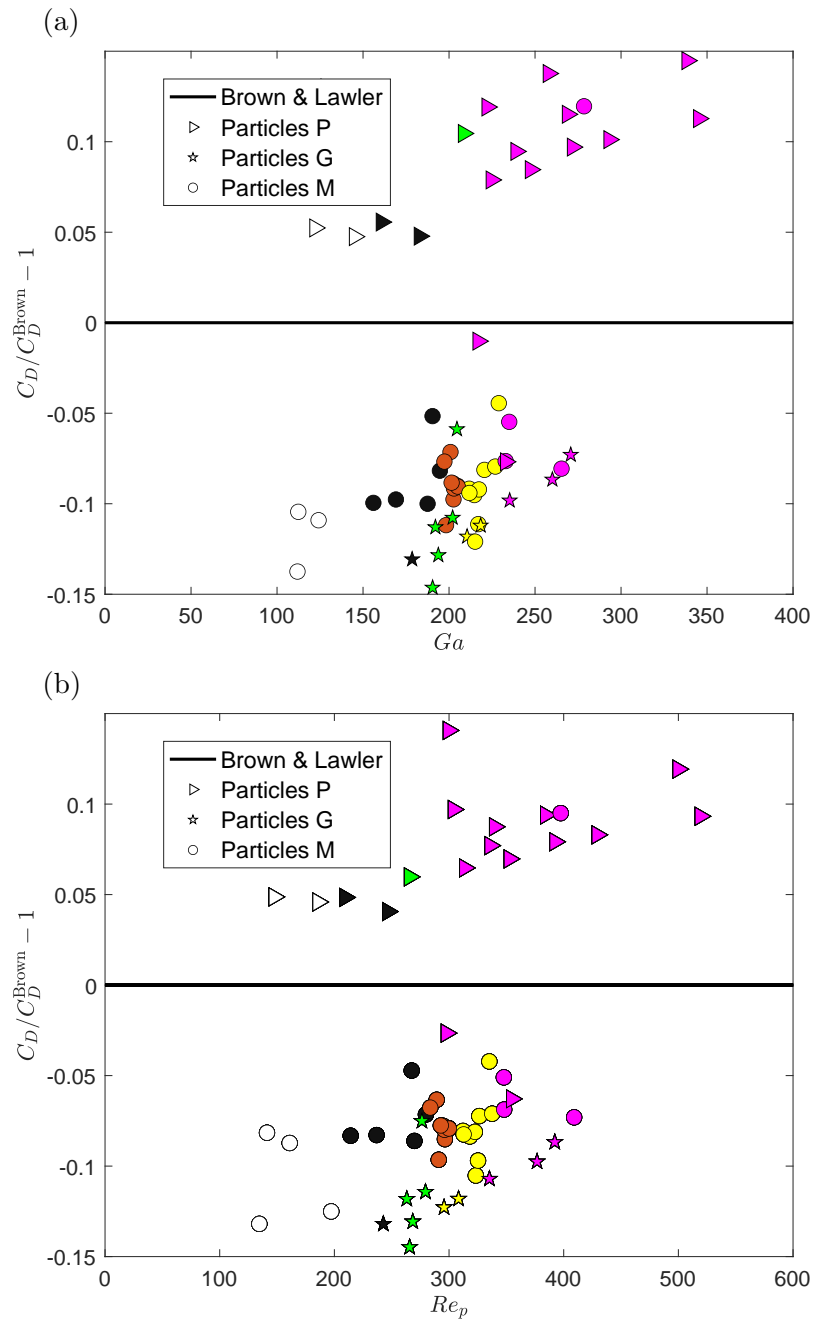 (a)
Brown & Lawler
Particles P
Particles G
Particles M
0.1
0.05
0
-0.05
-0.1
-0.15
C_D/C_D^Brown − 1
0 50 100 150 200 250 300 350 400
Ga
(b)
Brown & Lawler
Particles P
Particles G
Particles M
0.1
0.05
0
-0.05
-0.1
-0.15
C_D/C_D^Brown − 1
0 100 200 300 400 500 600
Re_p